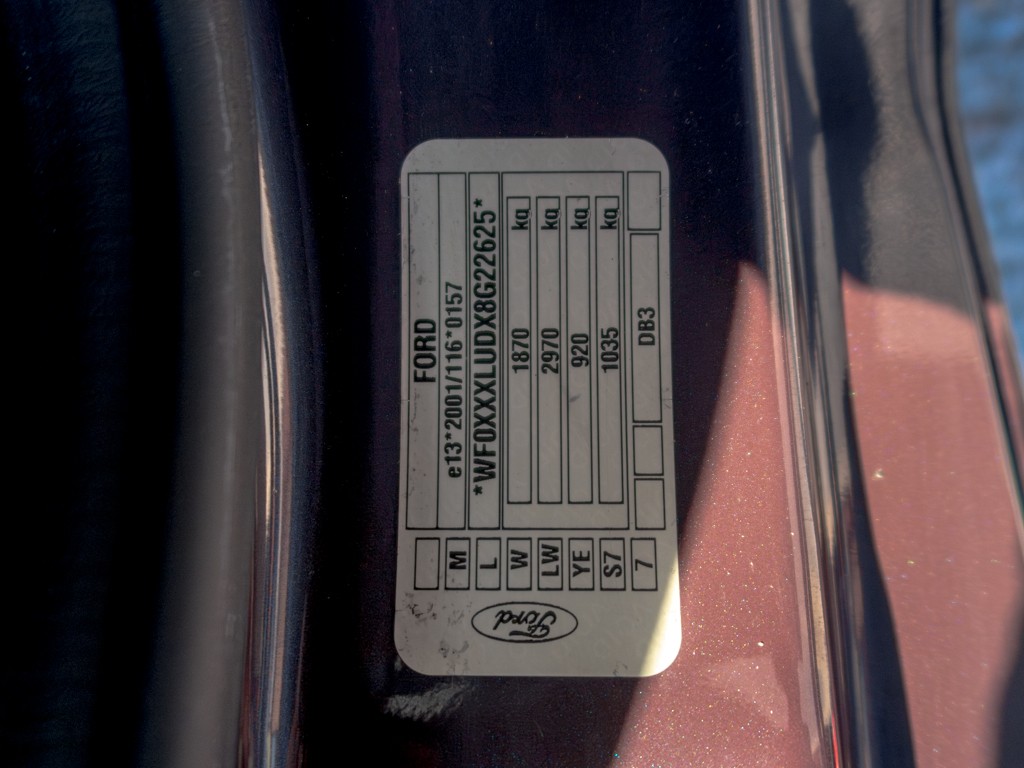 FORD
e13*2001/116*0157
*WF0XXXLUDX8G22625*
1870 kg
2970 kg
920 kg
1035 kg
DB3
M
L
W
LW
YE
S7
7
Ford